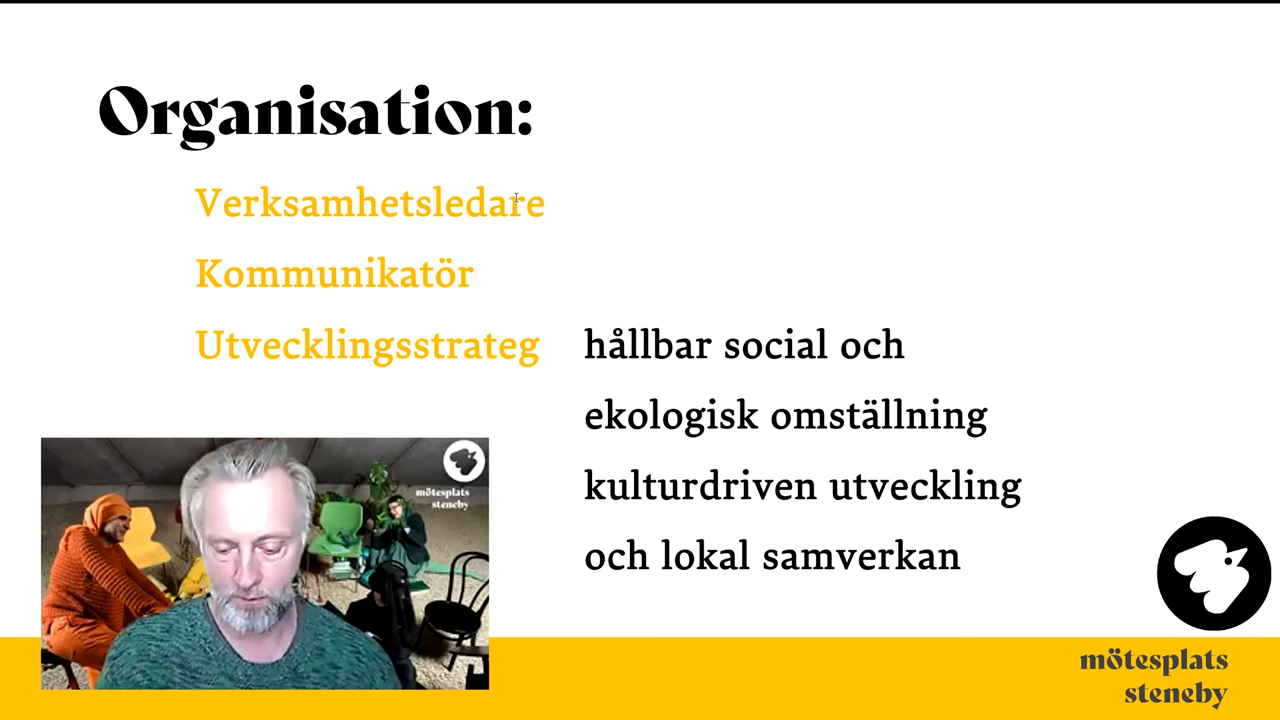 Organisation:
Verksamhetsledare
Kommunikatör
Utvecklingsstrateg hållbar social och
ekologisk omställning
kulturdriven utveckling
och lokal samverkan
mötesplats
steneby
mötesplats
steneby